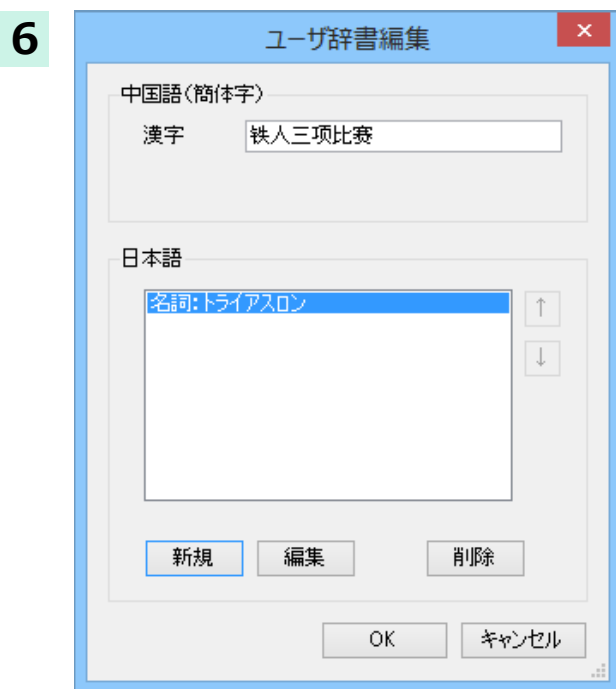 6
ユーザ辞書編集
中国語(簡体字)
漢字 铁人三项比赛
日本語
名詞:トライアスロン
↑
↓
新規 編集 削除
OK キャンセル